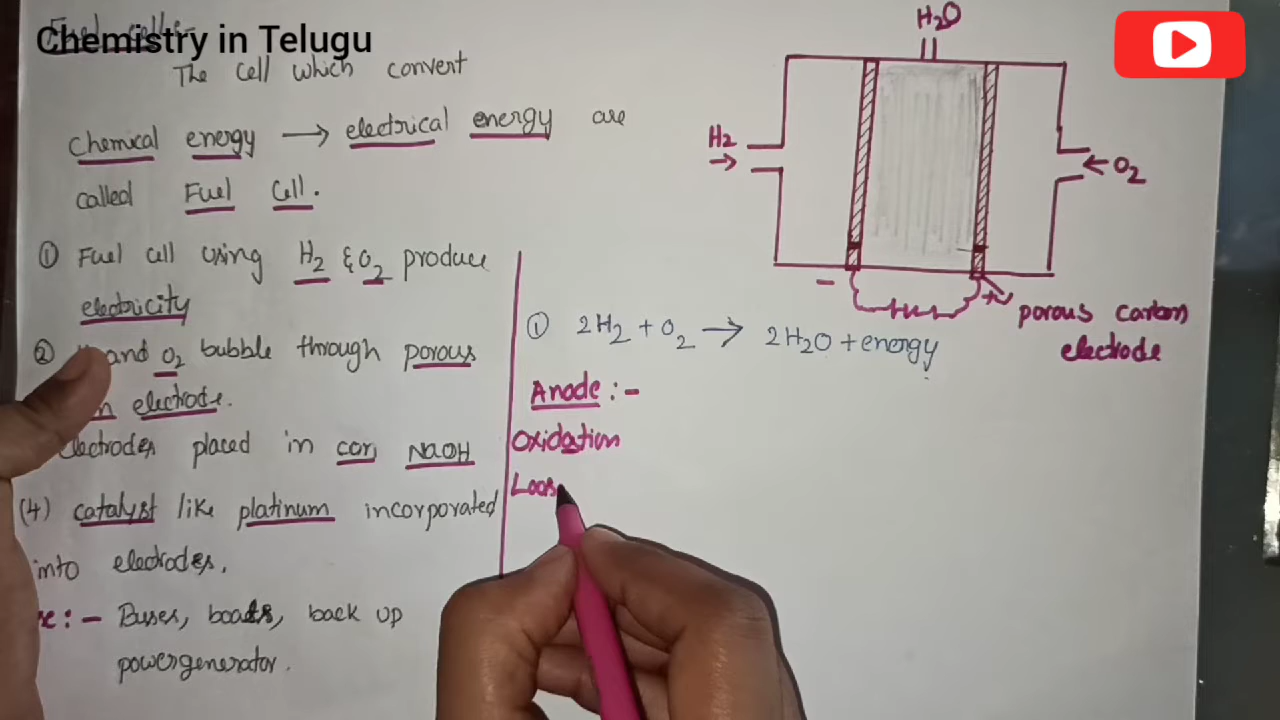 Fuel cells:-
Chemistry in Telugu
The cell which convert
chemical energy → electrical energy are
called Fuel Cell.
① Fuel cell using H₂ & O₂ produce
electricity
② and O₂ bubble through porous
electrode.
electrodes placed in con NaOH
(4) catalyst like platinum incorporated
into electrodes.
:- Buses, boats, back up
powergenerator.
H₂O
H₂
→
← O₂
-
+
porous carbon
electrode
① 2H₂ + O₂ → 2H₂O + energy
Anode :-
Oxidation
Loos